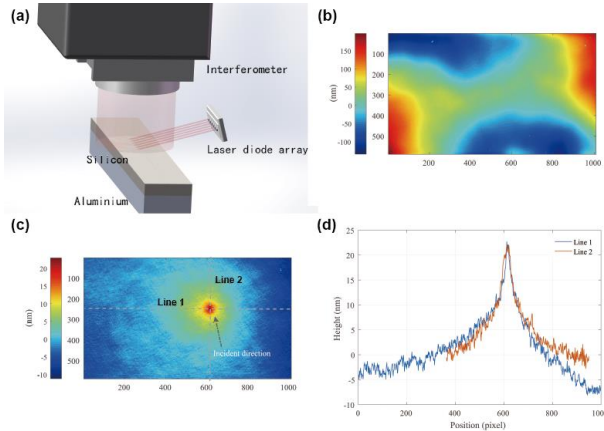 (a)
Interferometer
Laser diode array
Silicon
Aluminium
(b)
150
100
50
0
-50
-100
(nm)
100
200
300
400
500
200
400
600
800
1000
(c)
20
15
10
5
0
-5
-10
(nm)
100
200
300
400
500
Line 2
Line 1
Incident direction
200
400
600
800
1000
(d)
25
20
15
10
5
0
-5
-10
Height (nm)
Line 1
Line 2
0
200
400
600
800
1000
Position (pixel)